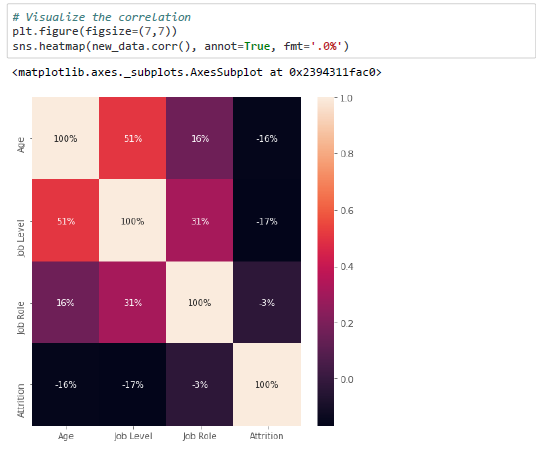 # Visualize the correlation
plt.figure(figsize=(7,7))
sns.heatmap(new_data.corr(), annot=True, fmt='.0%')
<matplotlib.axes._subplots.AxesSubplot at 0x2394311fac0>
1.0
Age
100%
51%
16%
-16%
0.8
Job Level
51%
100%
31%
-17%
0.6
0.4
Job Role
16%
31%
100%
-3%
0.2
0.0
Attrition
-16%
-17%
-3%
100%
Age
Job Level
Job Role
Attrition